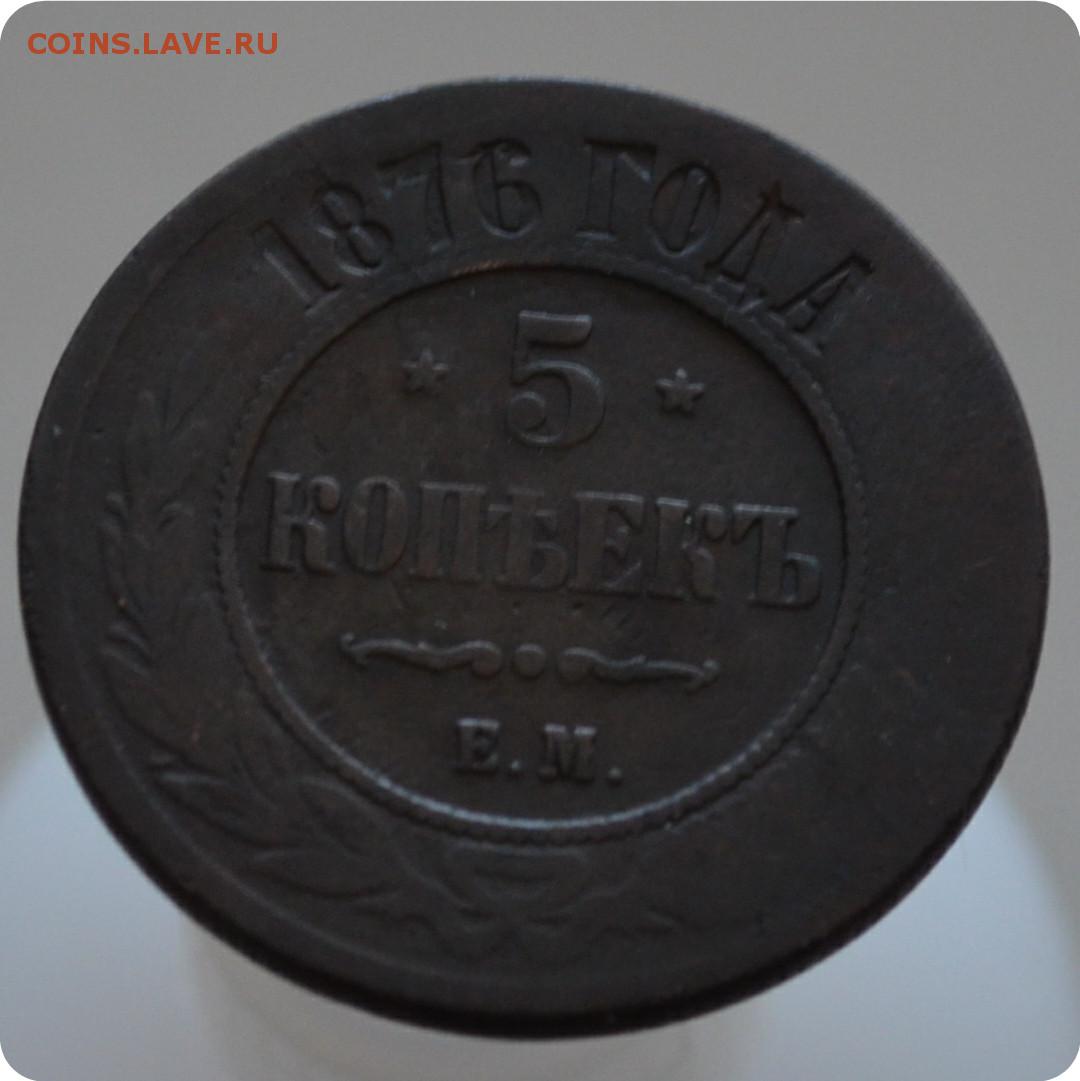 COINS.LAVE.RU
1876 ГОДА
5
КОПѢЕКЪ
Е.М.